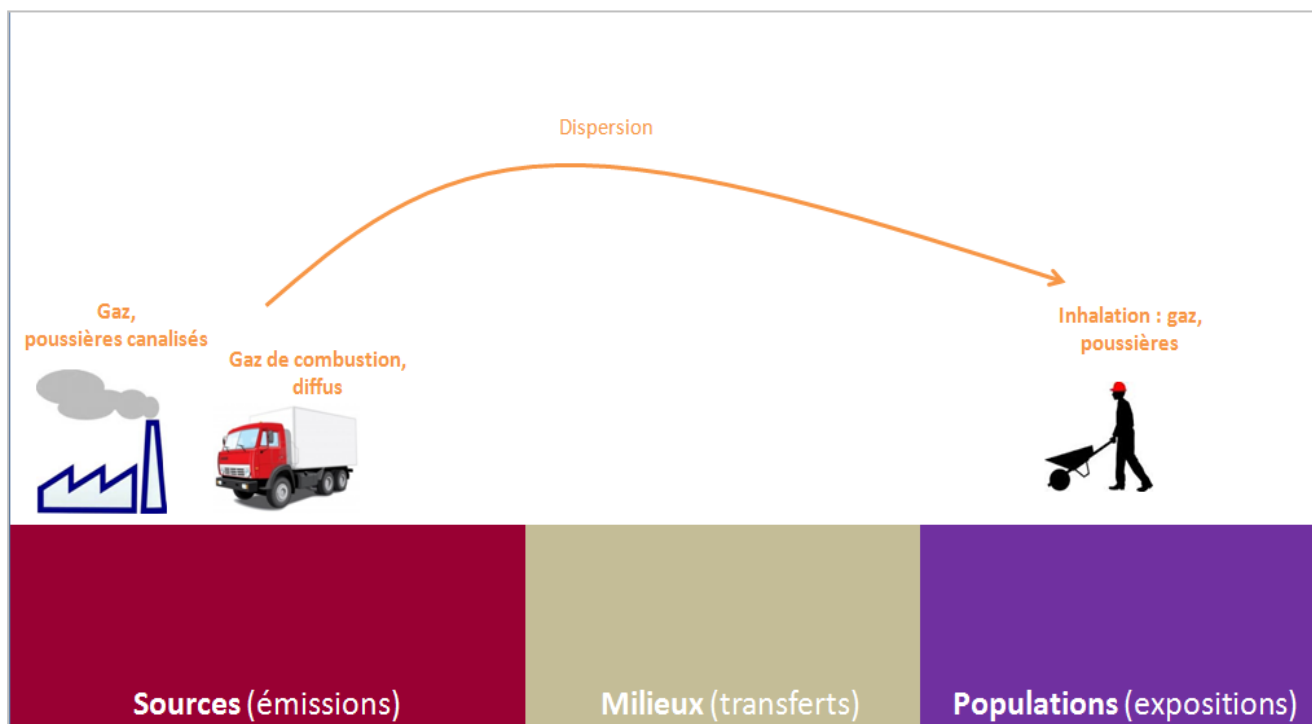 Dispersion
Gaz,
poussières canalisés
Gaz de combustion,
diffus
Inhalation : gaz,
poussières
Sources (émissions)
Milieux (transferts)
Populations (expositions)